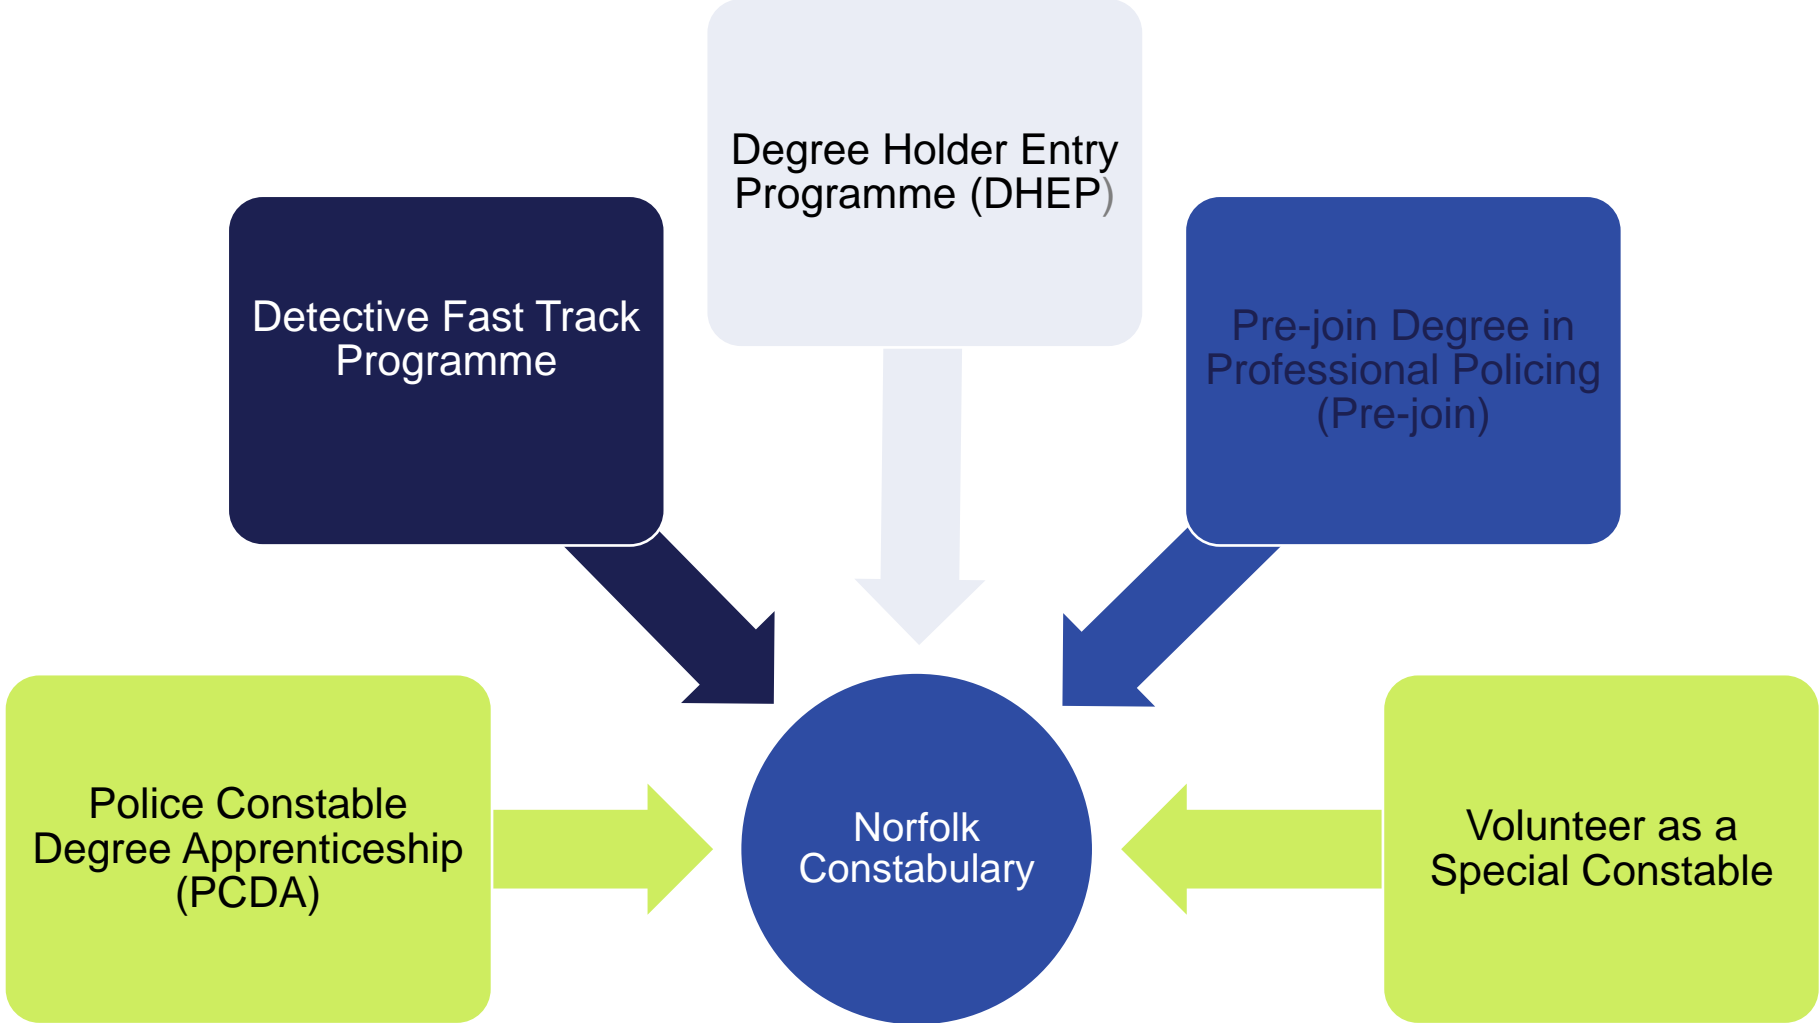 Degree Holder Entry
Programme (DHEP)
Detective Fast Track
Programme
Pre-join Degree in
Professional Policing
(Pre-join)
Police Constable
Degree Apprenticeship
(PCDA)
Norfolk
Constabulary
Volunteer as a
Special Constable